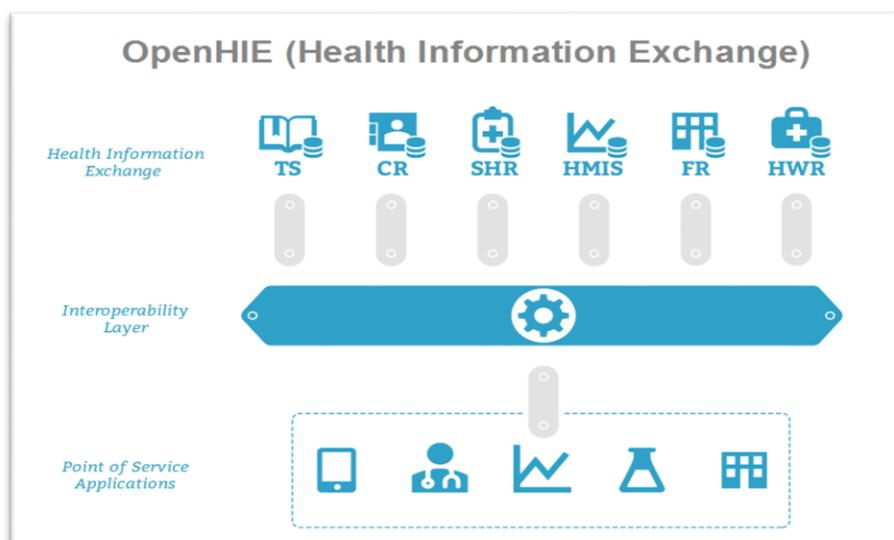 OpenHIE (Health Information Exchange)
Health Information
Exchange
TS
CR
SHR
HMIS
FR
HWR
Interoperability
Layer
Point of Service
Applications